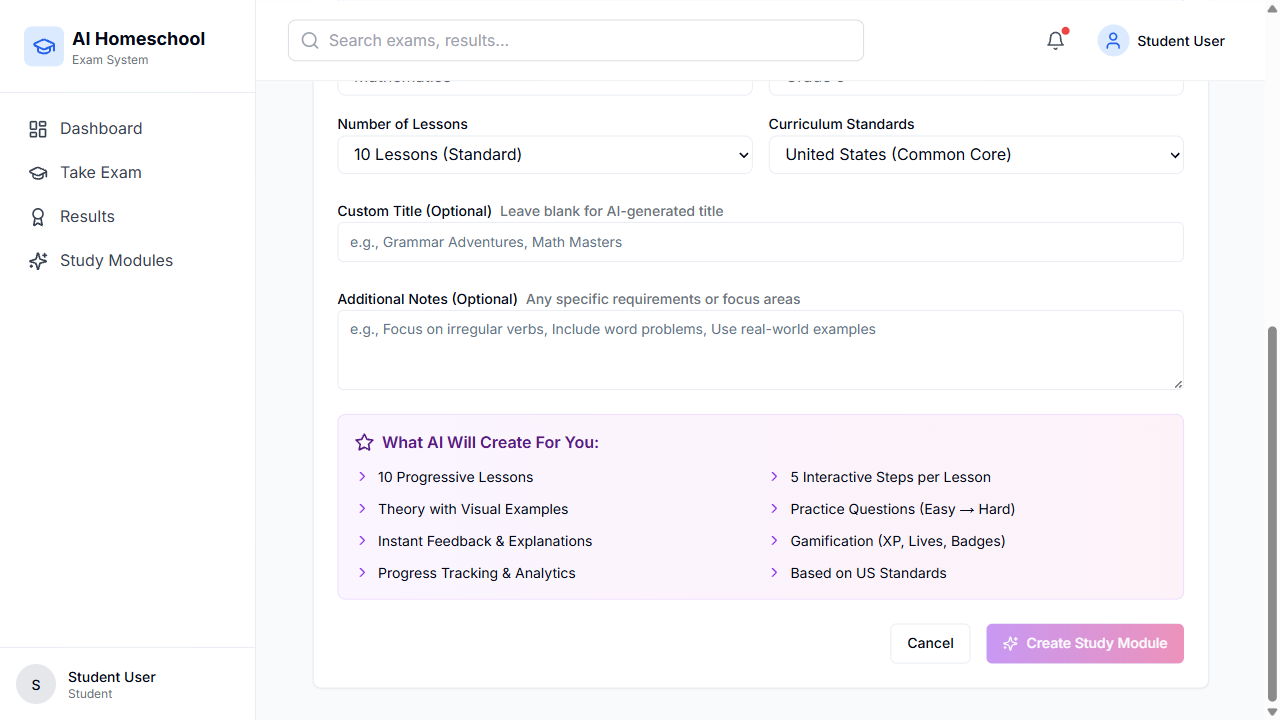 AI Homeschool
Exam System
Search exams, results...
Student User
Dashboard
Take Exam
Results
Study Modules
Number of Lessons
Curriculum Standards
10 Lessons (Standard)
United States (Common Core)
Custom Title (Optional) Leave blank for AI-generated title
e.g., Grammar Adventures, Math Masters
Additional Notes (Optional) Any specific requirements or focus areas
e.g., Focus on irregular verbs, Include word problems, Use real-world examples
What AI Will Create For You:
10 Progressive Lessons
5 Interactive Steps per Lesson
Theory with Visual Examples
Practice Questions (Easy → Hard)
Instant Feedback & Explanations
Gamification (XP, Lives, Badges)
Progress Tracking & Analytics
Based on US Standards
Cancel
Create Study Module
S
Student User
Student